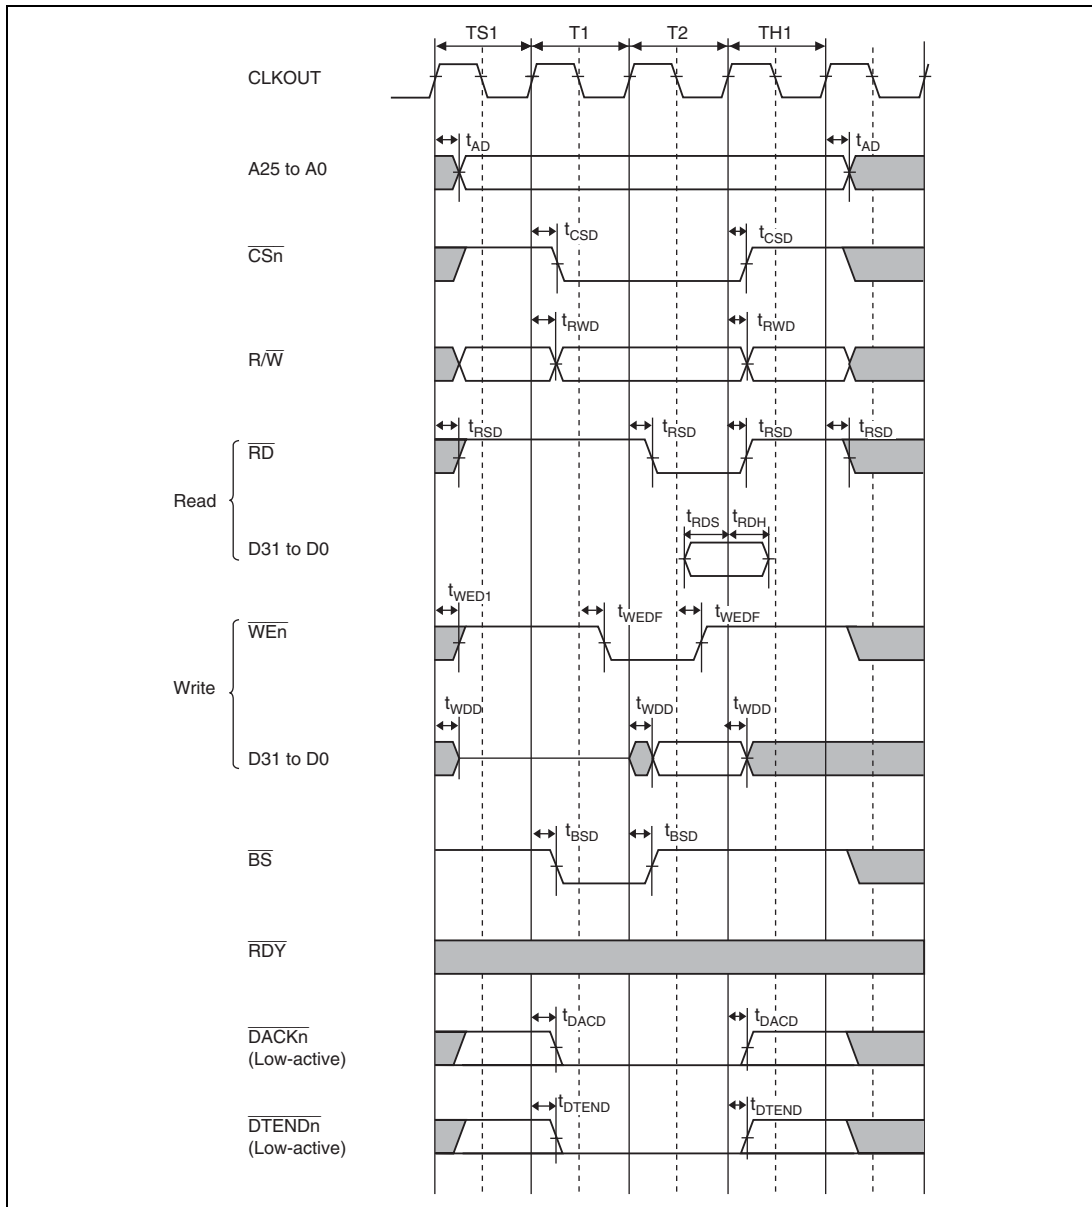 TS1 T1 T2 TH1
CLKOUT
tAD tAD
A25 to A0
tCSD tCSD
CSn
tRWD tRWD
R/W
tRSD tRSD tRSD tRSD
RD
Read
tRDS tRDH
D31 to D0
tWED1
tWEDF tWEDF
WEn
Write
tWDD tWDD tWDD
D31 to D0
tBSD tBSD
BS
RDY
tDACD tDACD
DACKn
(Low-active)
tDTEND tDTEND
DTENDn
(Low-active)